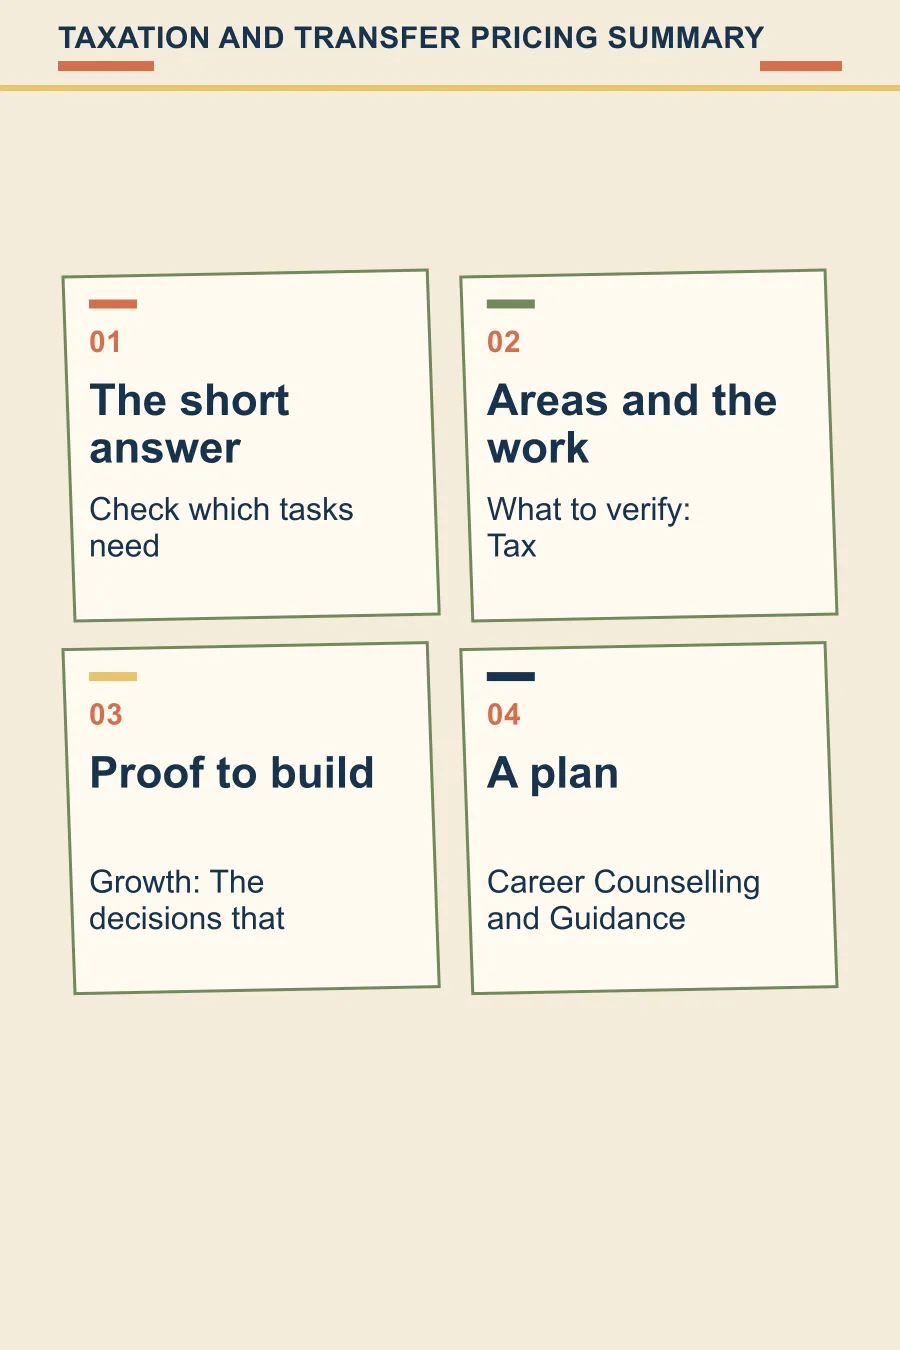 TAXATION AND TRANSFER PRICING SUMMARY
01
The short
answer
Check which tasks
need
02
Areas and the
work
What to verify:
Tax
03
Proof to build
Growth: The
decisions that
04
A plan
Career Counselling
and Guidance